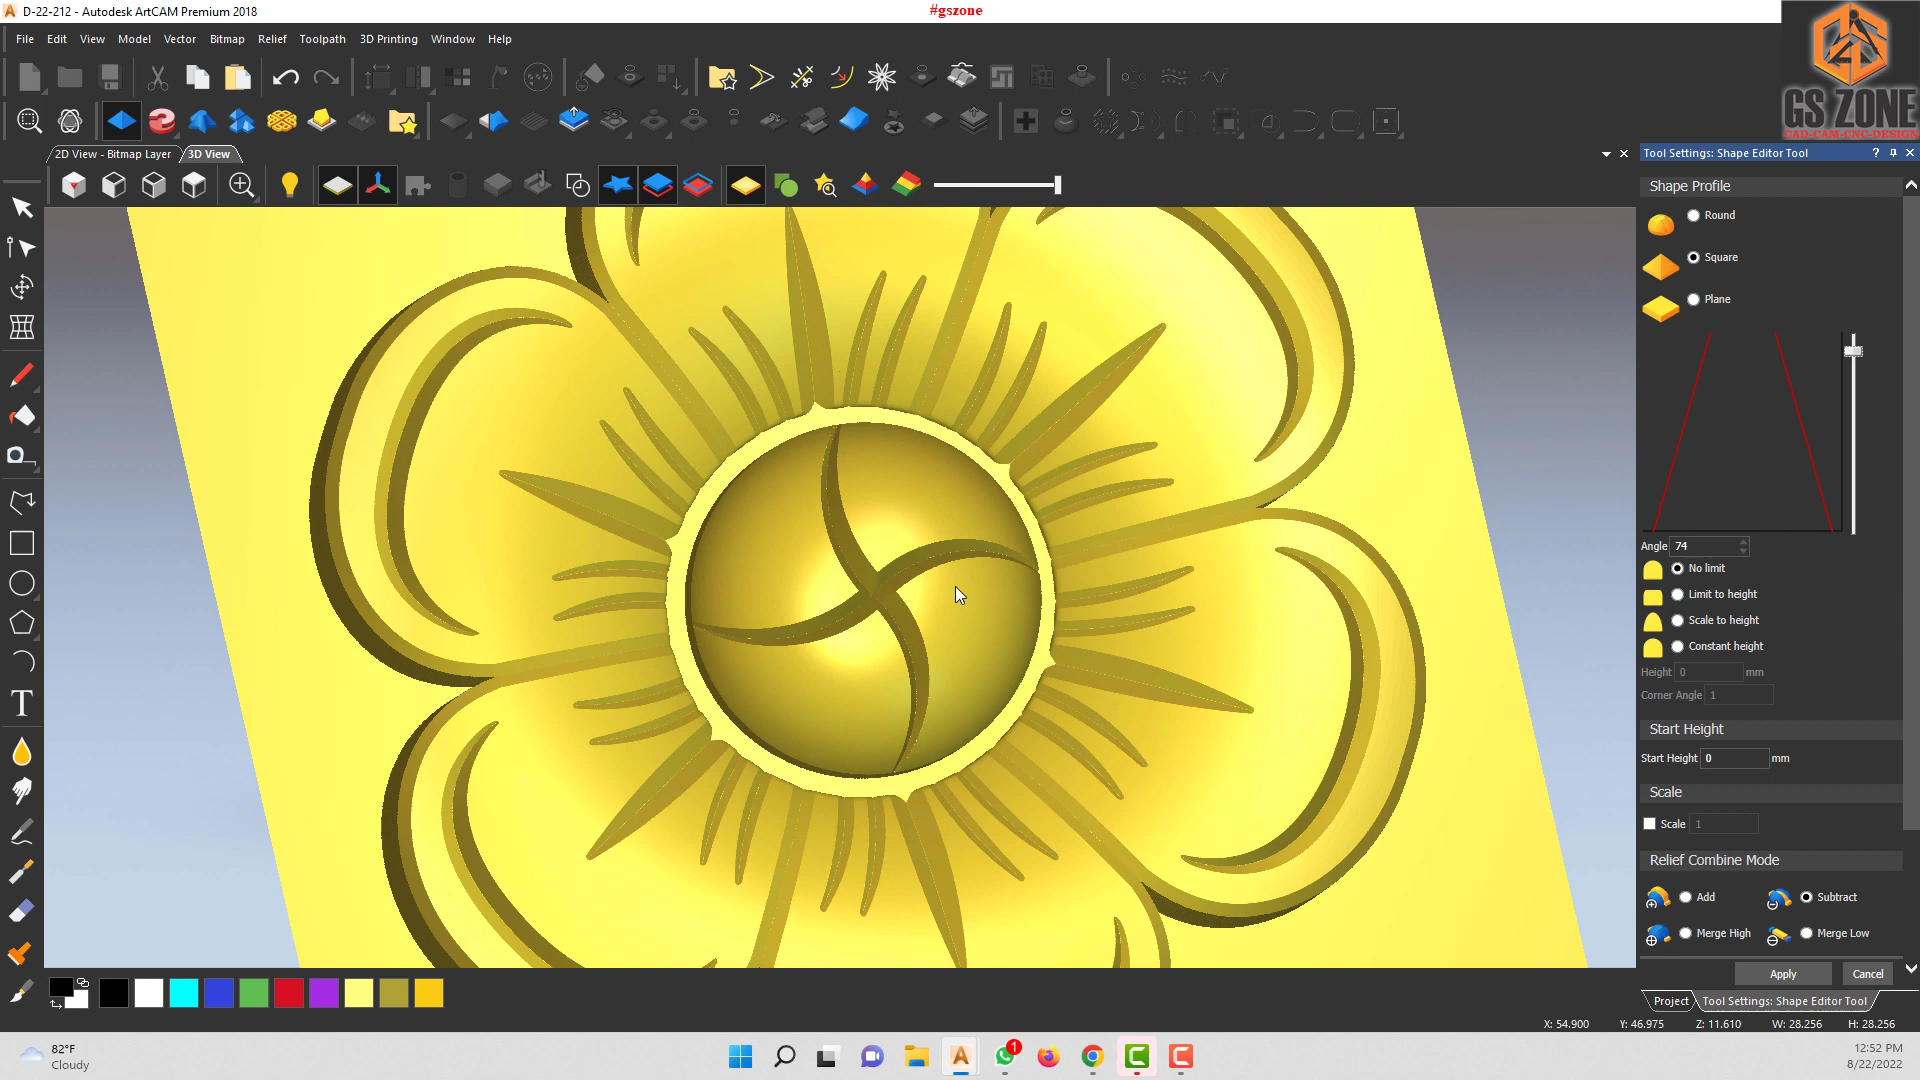 D-22-212 - Autodesk ArtCAM Premium 2018
#gszone
File Edit View Model Vector Bitmap Relief Toolpath 3D Printing Window Help
GS ZONE
CAD-CAM-CNC-DESIGN
2D View - Bitmap Layer 3D View
Tool Settings: Shape Editor Tool ?
Shape Profile
Round
Square
Plane
Angle 74
No limit
Limit to height
Scale to height
Constant height
Height 0 mm
Corner Angle 1
Start Height
Start Height 0 mm
Scale
Scale 1
Relief Combine Mode
Add Subtract
Merge High Merge Low
Apply Cancel
Project Tool Settings: Shape Editor Tool
X: 54.900 Y: 46.975 Z: 11.610 W: 28.256 H: 28.256
82°F
Cloudy
1
12:52 PM
8/22/2022